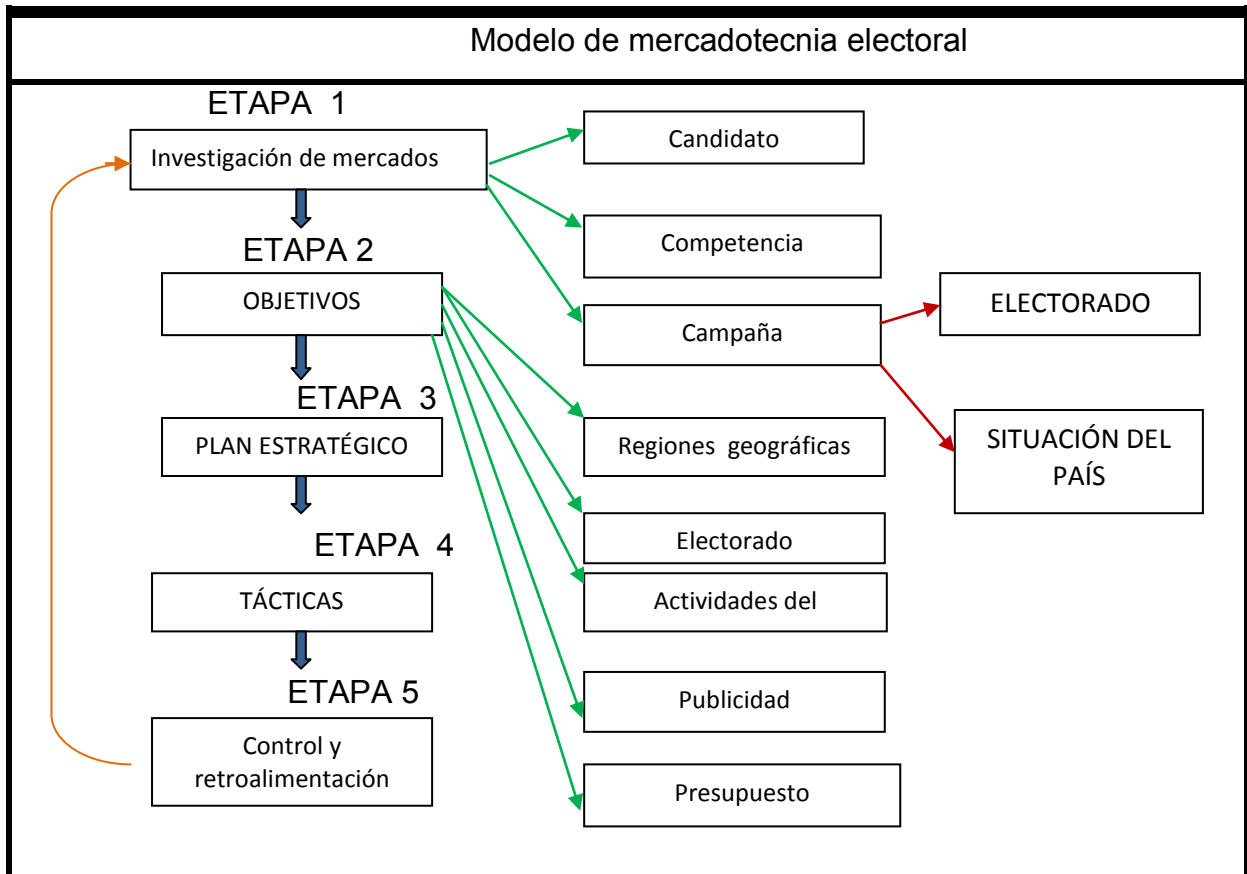 Modelo de mercadotecnia electoral
ETAPA 1
Investigación de mercados
ETAPA 2
OBJETIVOS
ETAPA 3
PLAN ESTRATÉGICO
ETAPA 4
TÁCTICAS
ETAPA 5
Control y
retroalimentación
Candidato
Competencia
Campaña
Regiones geográficas
Electorado
Actividades del
Publicidad
Presupuesto
ELECTORADO
SITUACIÓN DEL
PAÍS